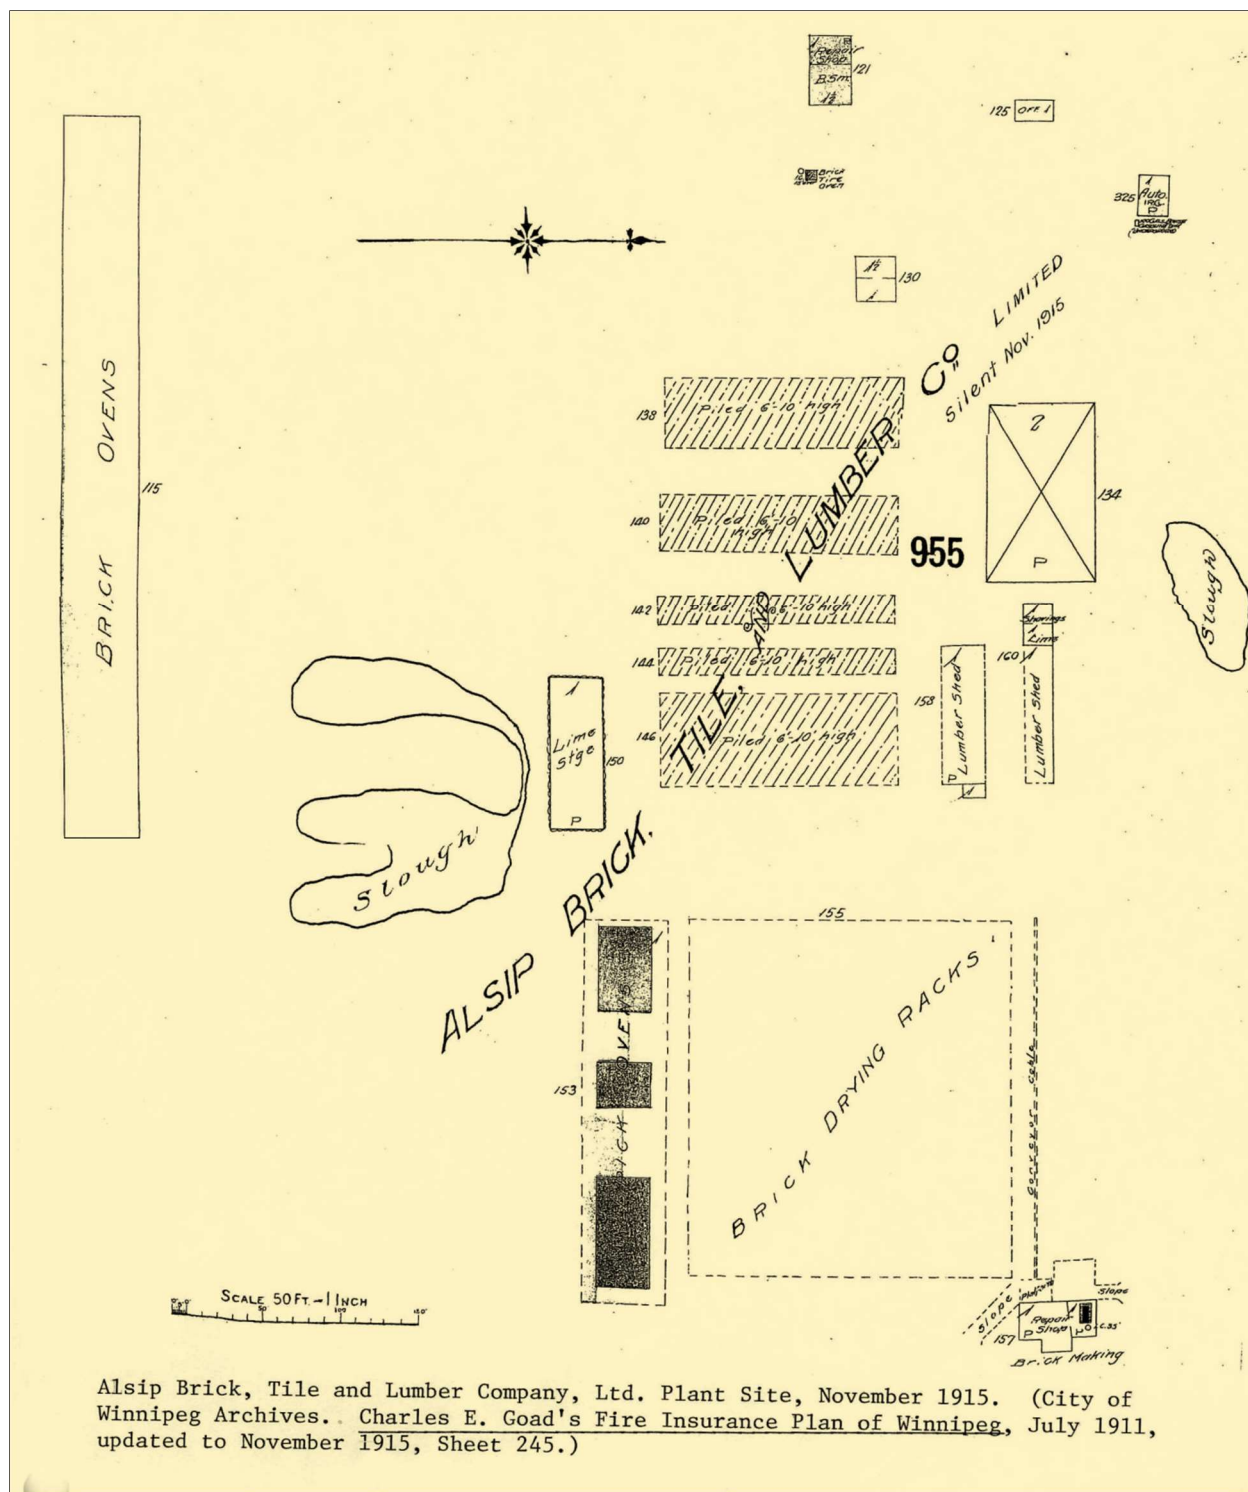 Repair
Shop
121
B.Sm.
1½
125 OFF. 1
Brick
Fire
Oven
325
Auto.
P
1½
130
1
LIMITED
Silent Nov. 1915
Co
BRICK OVENS
115
138
Piled 6-10 high
LUMBER
2
134
P
140
Piled 6-10
high
955
Slough
142
Piled 6-10 high
AND
Shavings
Lime
160
144
Piled 6-10 high
TILE,
158
Lumber Shed
P
Lumber Shed
146
Piled 6-10 high
Lime
Stge
150
P
Slough
BRICK,
ALSIP
155
BRICK DRYING RACKS
153
OVENS
Conveyor cable
SCALE 50 FT. – 1 INCH
50
100
150'
Slope
Platform
Slope
157
Repair
Shop
P
Brick Making
Alsip Brick, Tile and Lumber Company, Ltd. Plant Site, November 1915. (City of
Winnipeg Archives. Charles E. Goad's Fire Insurance Plan of Winnipeg, July 1911,
updated to November 1915, Sheet 245.)